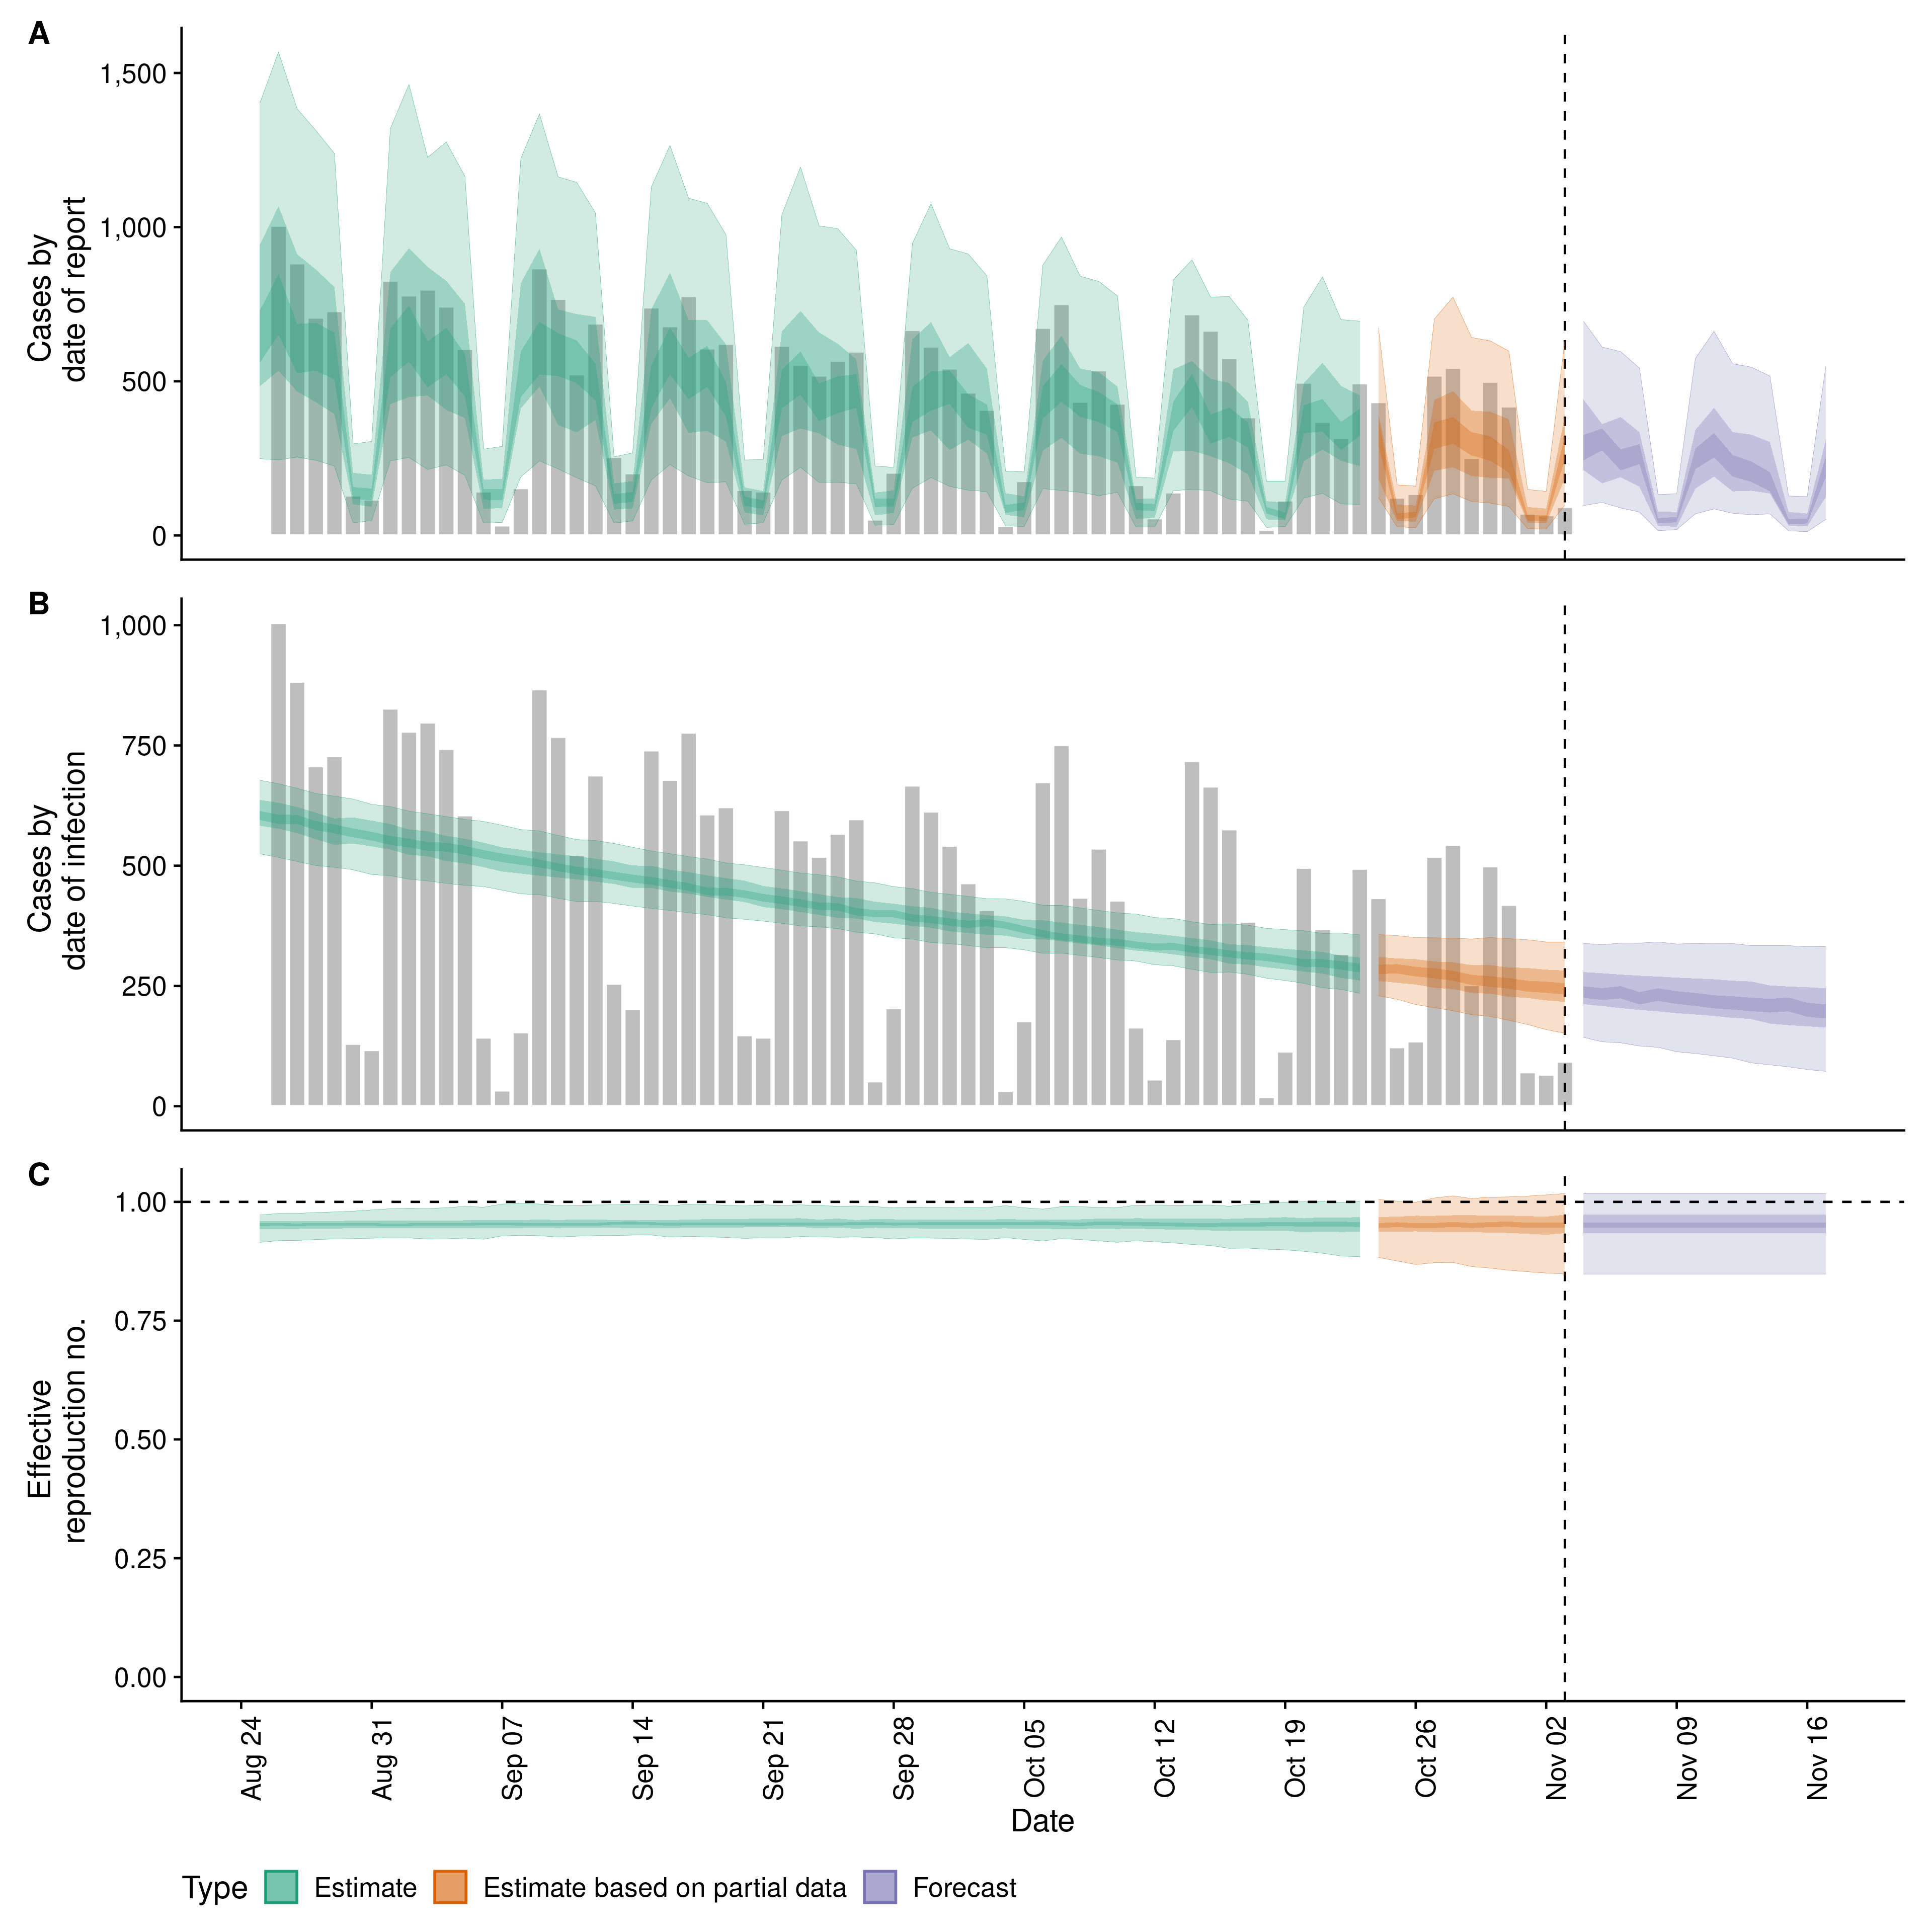 A
1,500
1,000
500
0
Cases by
date of report
B
1,000
750
500
250
0
Cases by
date of infection
C
1.00
0.75
0.50
0.25
0.00
Effective
reproduction no.
Aug 24
Aug 31
Sep 07
Sep 14
Sep 21
Sep 28
Oct 05
Oct 12
Oct 19
Oct 26
Nov 02
Nov 09
Nov 16
Date
Type Estimate Estimate based on partial data Forecast